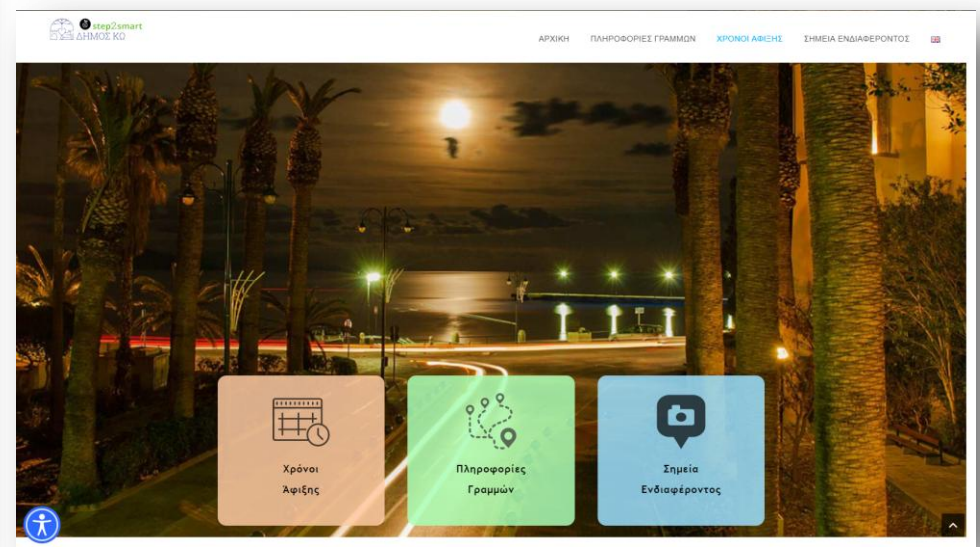 step2smart
ΔΗΜΟΣ ΚΩ
ΑΡΧΙΚΗ ΠΛΗΡΟΦΟΡΙΕΣ ΓΡΑΜΜΩΝ ΧΡΟΝΟΙ ΑΦΙΞΗΣ ΣΗΜΕΙΑ ΕΝΔΙΑΦΕΡΟΝΤΟΣ
Χρόνοι
Άφιξης
Πληροφορίες
Γραμμών
Σημεία
Ενδιαφέροντος